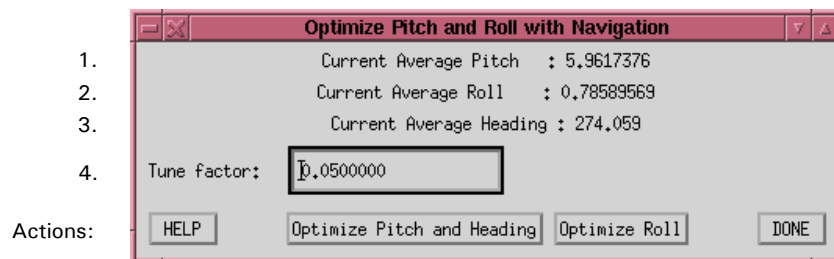 Optimize Pitch and Roll with Navigation
1. Current Average Pitch : 5.9617376
2. Current Average Roll : 0.78589569
3. Current Average Heading : 274.059
4. Tune factor: 0.0500000
Actions: HELP Optimize Pitch and Heading Optimize Roll DONE